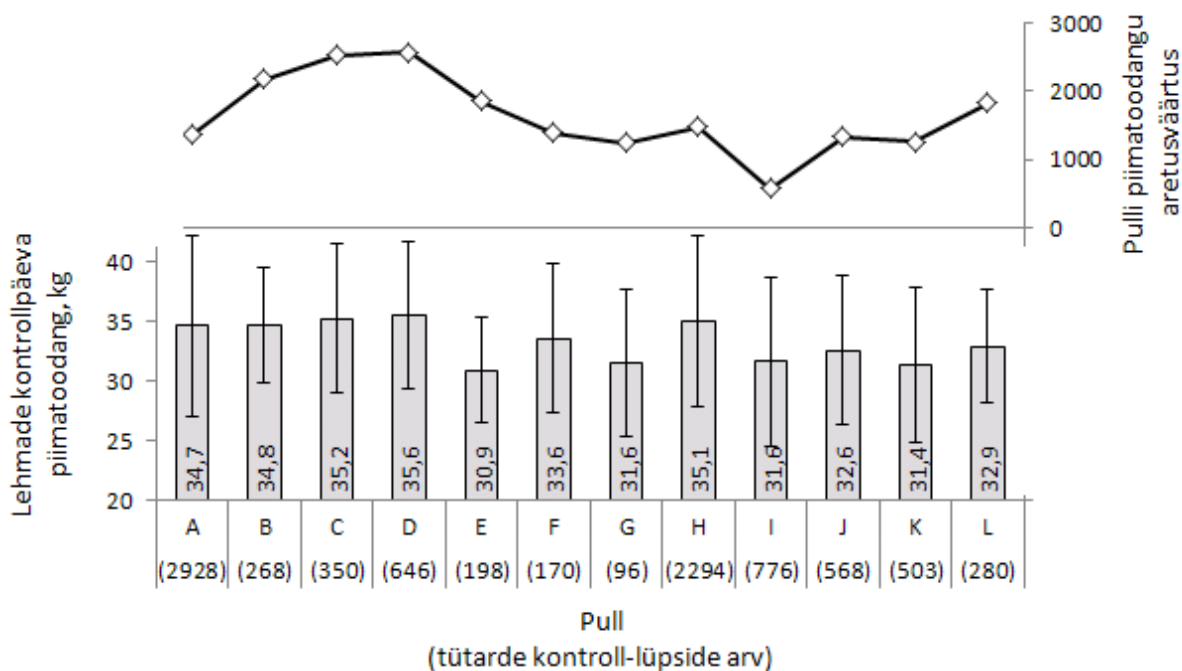 3000
2000
1000
0
Pulli piimatoodangu
aretusväärtus
Lehmade kontrollpäeva
piimatoodang, kg
40
35
30
25
20
34,7
34,8
35,2
35,6
30,9
33,6
31,6
35,1
31,6
32,6
31,4
32,9
A B C D E F G H I J K L
(2928) (268) (350) (646) (198) (170) (96) (2294) (776) (568) (503) (280)
Pull
(tütarde kontroll-lüpside arv)